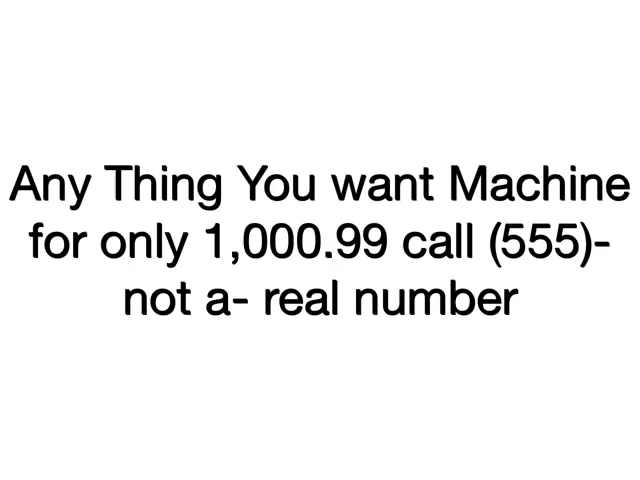 Any Thing You want Machine
for only 1,000.99 call (555)-
not a- real number